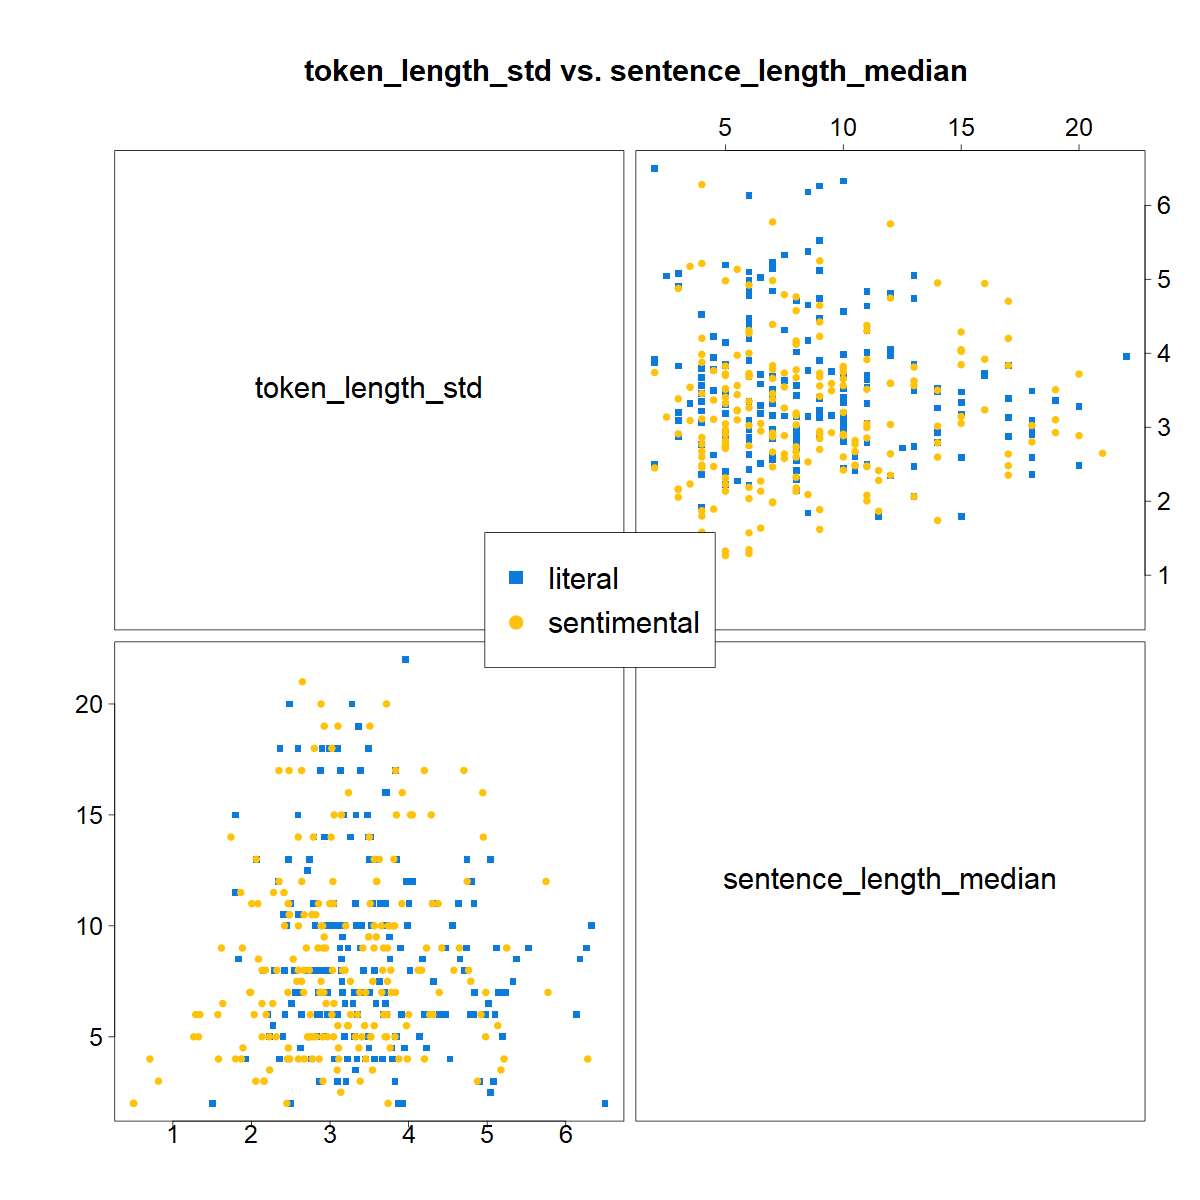 token_length_std vs. sentence_length_median
5 10 15 20
token_length_std
1 2 3 4 5 6
literal
sentimental
5 10 15 20
sentence_length_median
1 2 3 4 5 6